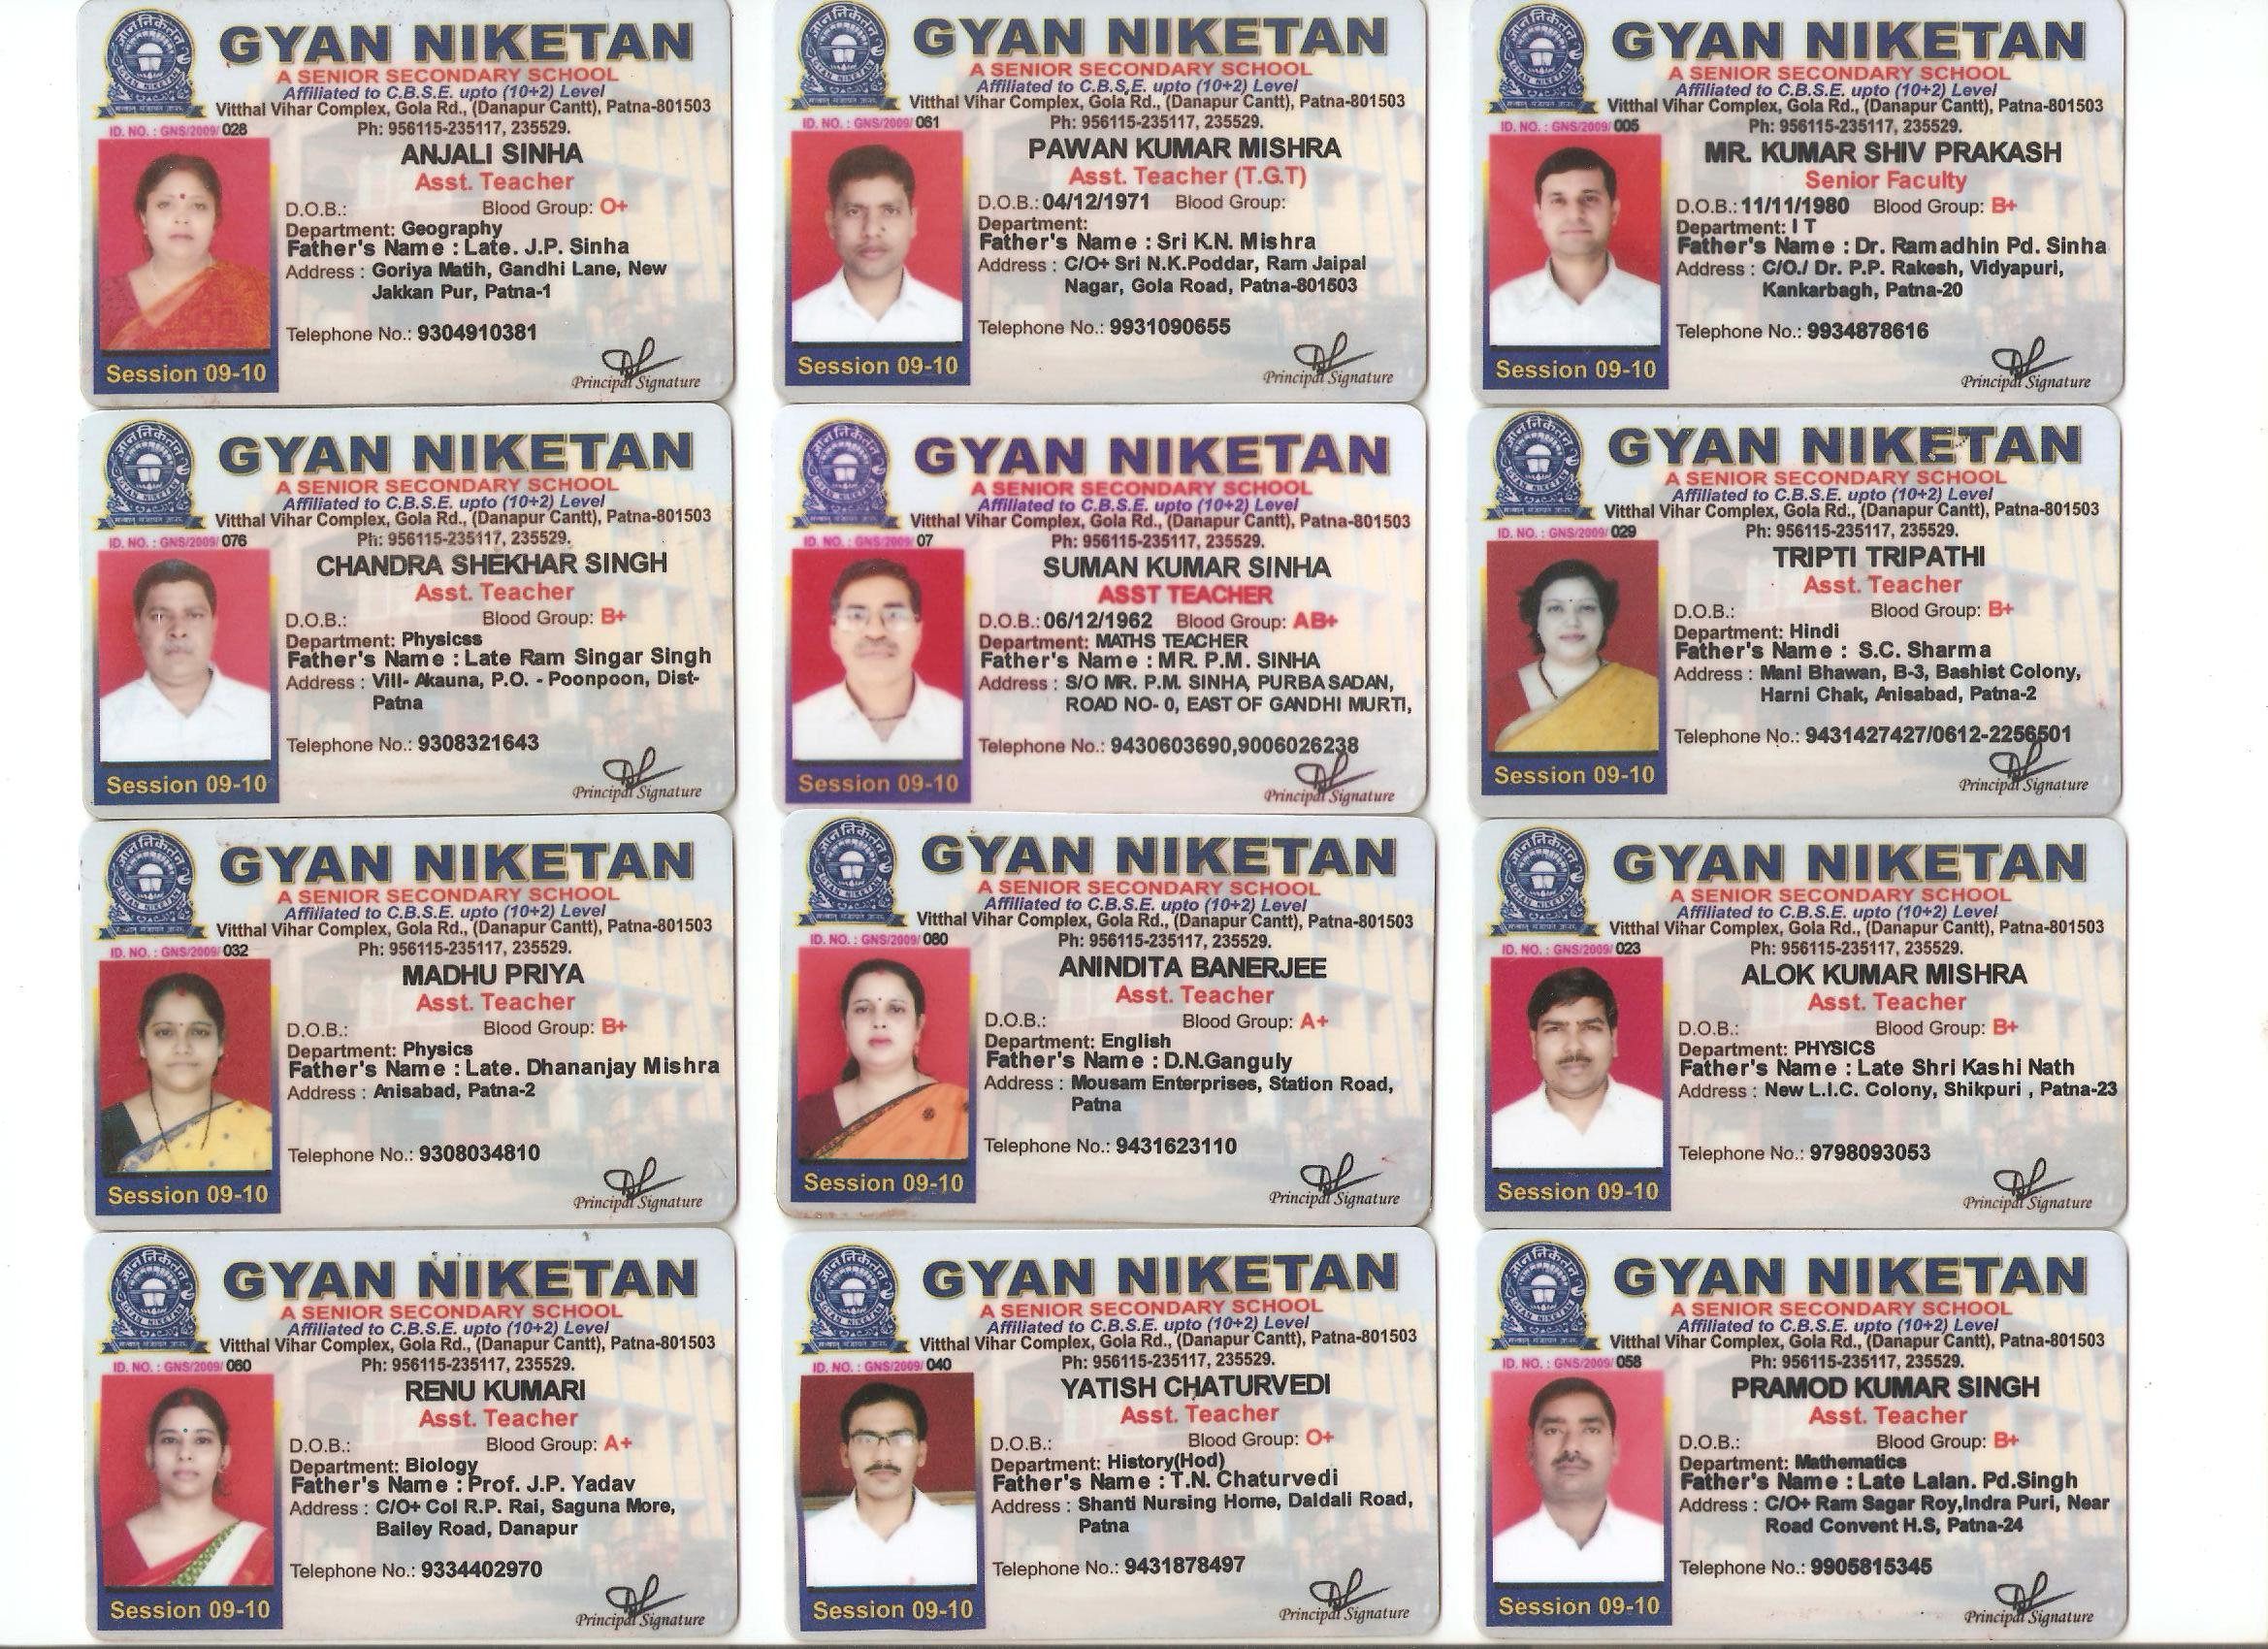 GYAN NIKETAN
A SENIOR SECONDARY SCHOOL
Affiliated to C.B.S.E. upto (10+2) Level
Vitthal Vihar Complex, Gola Rd., (Danapur Cantt), Patna-801503
ID. NO. : GNS/2009/ 028
Ph: 956115-235117, 235529.
ANJALI SINHA
Asst. Teacher
D.O.B.: Blood Group: O+
Department: Geography
Father's Name : Late. J.P. Sinha
Address : Goriya Matih, Gandhi Lane, New
Jakkan Pur, Patna-1
Telephone No.: 9304910381
Session 09-10
Principal Signature
GYAN NIKETAN
A SENIOR SECONDARY SCHOOL
Affiliated to C.B.S.E. upto (10+2) Level
Vitthal Vihar Complex, Gola Rd., (Danapur Cantt), Patna-801503
ID. NO. : GNS/2009/ 061
Ph: 956115-235117, 235529.
PAWAN KUMAR MISHRA
Asst. Teacher (T.G.T)
D.O.B.: 04/12/1971 Blood Group:
Department:
Father's Name : Sri K.N. Mishra
Address : C/O+ Sri N.K.Poddar, Ram Jaipal
Nagar, Gola Road, Patna-801503
Telephone No.: 9931090655
Session 09-10
Principal Signature
GYAN NIKETAN
A SENIOR SECONDARY SCHOOL
Affiliated to C.B.S.E. upto (10+2) Level
Vitthal Vihar Complex, Gola Rd., (Danapur Cantt), Patna-801503
ID. NO. : GNS/2009/ 005
Ph: 956115-235117, 235529.
MR. KUMAR SHIV PRAKASH
Senior Faculty
D.O.B.: 11/11/1980 Blood Group: B+
Department: I T
Father's Name : Dr. Ramadhin Pd. Sinha
Address : C/O./ Dr. P.P. Rakesh, Vidyapuri,
Kankarbagh, Patna-20
Telephone No.: 9934878616
Session 09-10
Principal Signature
GYAN NIKETAN
A SENIOR SECONDARY SCHOOL
Affiliated to C.B.S.E. upto (10+2) Level
Vitthal Vihar Complex, Gola Rd., (Danapur Cantt), Patna-801503
ID. NO. : GNS/2009/ 076
Ph: 956115-235117, 235529.
CHANDRA SHEKHAR SINGH
Asst. Teacher
D.O.B.: Blood Group: B+
Department: Physicss
Father's Name : Late Ram Singar Singh
Address : Vill- Akauna, P.O. - Poonpoon, Dist-
Patna
Telephone No.: 9308321643
Session 09-10
Principal Signature
GYAN NIKETAN
A SENIOR SECONDARY SCHOOL
Affiliated to C.B.S.E. upto (10+2) Level
Vitthal Vihar Complex, Gola Rd., (Danapur Cantt), Patna-801503
ID. NO. : GNS/2009/ 07
Ph: 956115-235117, 235529.
SUMAN KUMAR SINHA
ASST TEACHER
D.O.B.: 06/12/1962 Blood Group: AB+
Department: MATHS TEACHER
Father's Name : MR. P.M. SINHA
Address : S/O MR. P.M. SINHA, PURBA SADAN,
ROAD NO- 0, EAST OF GANDHI MURTI,
Telephone No.: 9430603690,9006026238
Session 09-10
Principal Signature
GYAN NIKETAN
A SENIOR SECONDARY SCHOOL
Affiliated to C.B.S.E. upto (10+2) Level
Vitthal Vihar Complex, Gola Rd., (Danapur Cantt), Patna-801503
ID. NO. : GNS/2009/ 029
Ph: 956115-235117, 235529.
TRIPTI TRIPATHI
Asst. Teacher
D.O.B.: Blood Group: B+
Department: Hindi
Father's Name : S.C. Sharma
Address : Mani Bhawan, B-3, Bashist Colony,
Harni Chak, Anisabad, Patna-2
Telephone No.: 9431427427/0612-2256501
Session 09-10
Principal Signature
GYAN NIKETAN
A SENIOR SECONDARY SCHOOL
Affiliated to C.B.S.E. upto (10+2) Level
Vitthal Vihar Complex, Gola Rd., (Danapur Cantt), Patna-801503
ID. NO. : GNS/2009/ 032
Ph: 956115-235117, 235529.
MADHU PRIYA
Asst. Teacher
D.O.B.: Blood Group: B+
Department: Physics
Father's Name : Late. Dhananjay Mishra
Address : Anisabad, Patna-2
Telephone No.: 9308034810
Session 09-10
Principal Signature
GYAN NIKETAN
A SENIOR SECONDARY SCHOOL
Affiliated to C.B.S.E. upto (10+2) Level
Vitthal Vihar Complex, Gola Rd., (Danapur Cantt), Patna-801503
ID. NO. : GNS/2009/ 080
Ph: 956115-235117, 235529.
ANINDITA BANERJEE
Asst. Teacher
D.O.B.: Blood Group: A+
Department: English
Father's Name : D.N.Ganguly
Address : Mousam Enterprises, Station Road,
Patna
Telephone No.: 9431623110
Session 09-10
Principal Signature
GYAN NIKETAN
A SENIOR SECONDARY SCHOOL
Affiliated to C.B.S.E. upto (10+2) Level
Vitthal Vihar Complex, Gola Rd., (Danapur Cantt), Patna-801503
ID. NO. : GNS/2009/ 023
Ph: 956115-235117, 235529.
ALOK KUMAR MISHRA
Asst. Teacher
D.O.B.: Blood Group: B+
Department: PHYSICS
Father's Name : Late Shri Kashi Nath
Address : New L.I.C. Colony, Shikpuri , Patna-23
Telephone No.: 9798093053
Session 09-10
Principal Signature
GYAN NIKETAN
A SENIOR SECONDARY SCHOOL
Affiliated to C.B.S.E. upto (10+2) Level
Vitthal Vihar Complex, Gola Rd., (Danapur Cantt), Patna-801503
ID. NO. : GNS/2009/ 060
Ph: 956115-235117, 235529.
RENU KUMARI
Asst. Teacher
D.O.B.: Blood Group: A+
Department: Biology
Father's Name : Prof. J.P. Yadav
Address : C/O+ Col R.P. Rai, Saguna More,
Bailey Road, Danapur
Telephone No.: 9334402970
Session 09-10
Principal Signature
GYAN NIKETAN
A SENIOR SECONDARY SCHOOL
Affiliated to C.B.S.E. upto (10+2) Level
Vitthal Vihar Complex, Gola Rd., (Danapur Cantt), Patna-801503
ID. NO. : GNS/2009/ 040
Ph: 956115-235117, 235529.
YATISH CHATURVEDI
Asst. Teacher
D.O.B.: Blood Group: O+
Department: History(Hod)
Father's Name : T.N. Chaturvedi
Address : Shanti Nursing Home, Daldali Road,
Patna
Telephone No.: 9431878497
Session 09-10
Principal Signature
GYAN NIKETAN
A SENIOR SECONDARY SCHOOL
Affiliated to C.B.S.E. upto (10+2) Level
Vitthal Vihar Complex, Gola Rd., (Danapur Cantt), Patna-801503
ID. NO. : GNS/2009/ 058
Ph: 956115-235117, 235529.
PRAMOD KUMAR SINGH
Asst. Teacher
D.O.B.: Blood Group: B+
Department: Mathematics
Father's Name : Late Lalan. Pd.Singh
Address : C/O+ Ram Sagar Roy,Indra Puri, Near
Road Convent H.S, Patna-24
Telephone No.: 9905815345
Session 09-10
Principal Signature